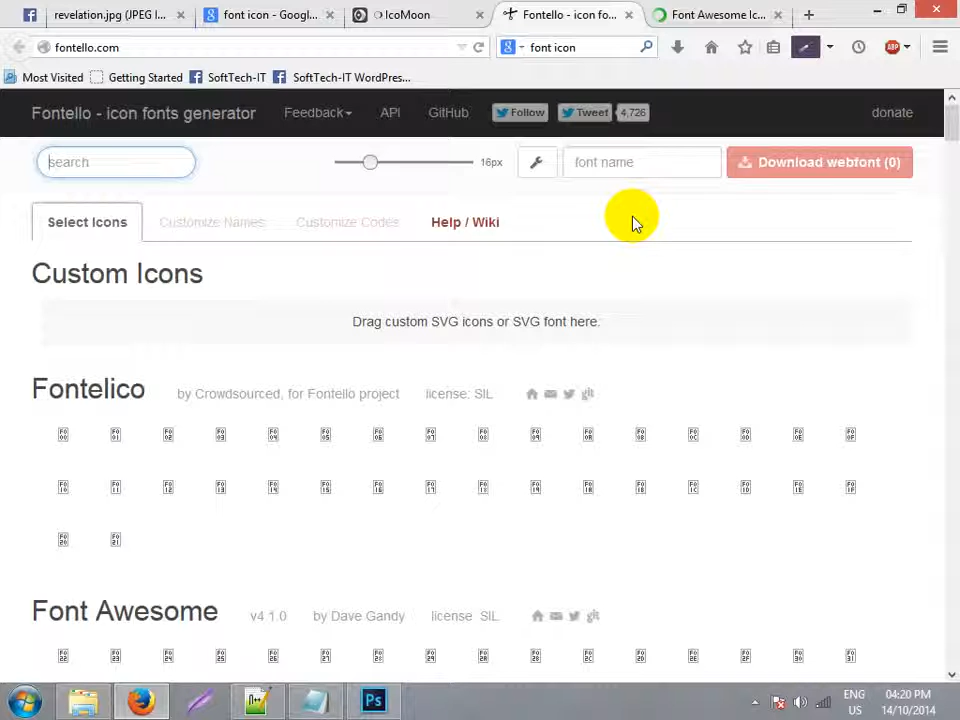 revelation.jpg (JPEG I...
font icon - Googl...
IcoMoon
Fontello - icon fo...
Font Awesome Ic...
fontello.com
font icon
ABP
Most Visited
Getting Started
SoftTech-IT
SoftTech-IT WordPres...
Fontello - icon fonts generator
Feedback
API
GitHub
Follow
Tweet
4,726
donate
search
16px
font name
Download webfont (0)
Select Icons
Customize Names
Customize Codes
Help / Wiki
Custom Icons
Drag custom SVG icons or SVG font here.
Fontelico
by Crowdsourced, for Fontello project
license: SIL
Font Awesome
v4.1.0
by Dave Gandy
license SIL
Ps
ENG
US
04:20 PM
14/10/2014